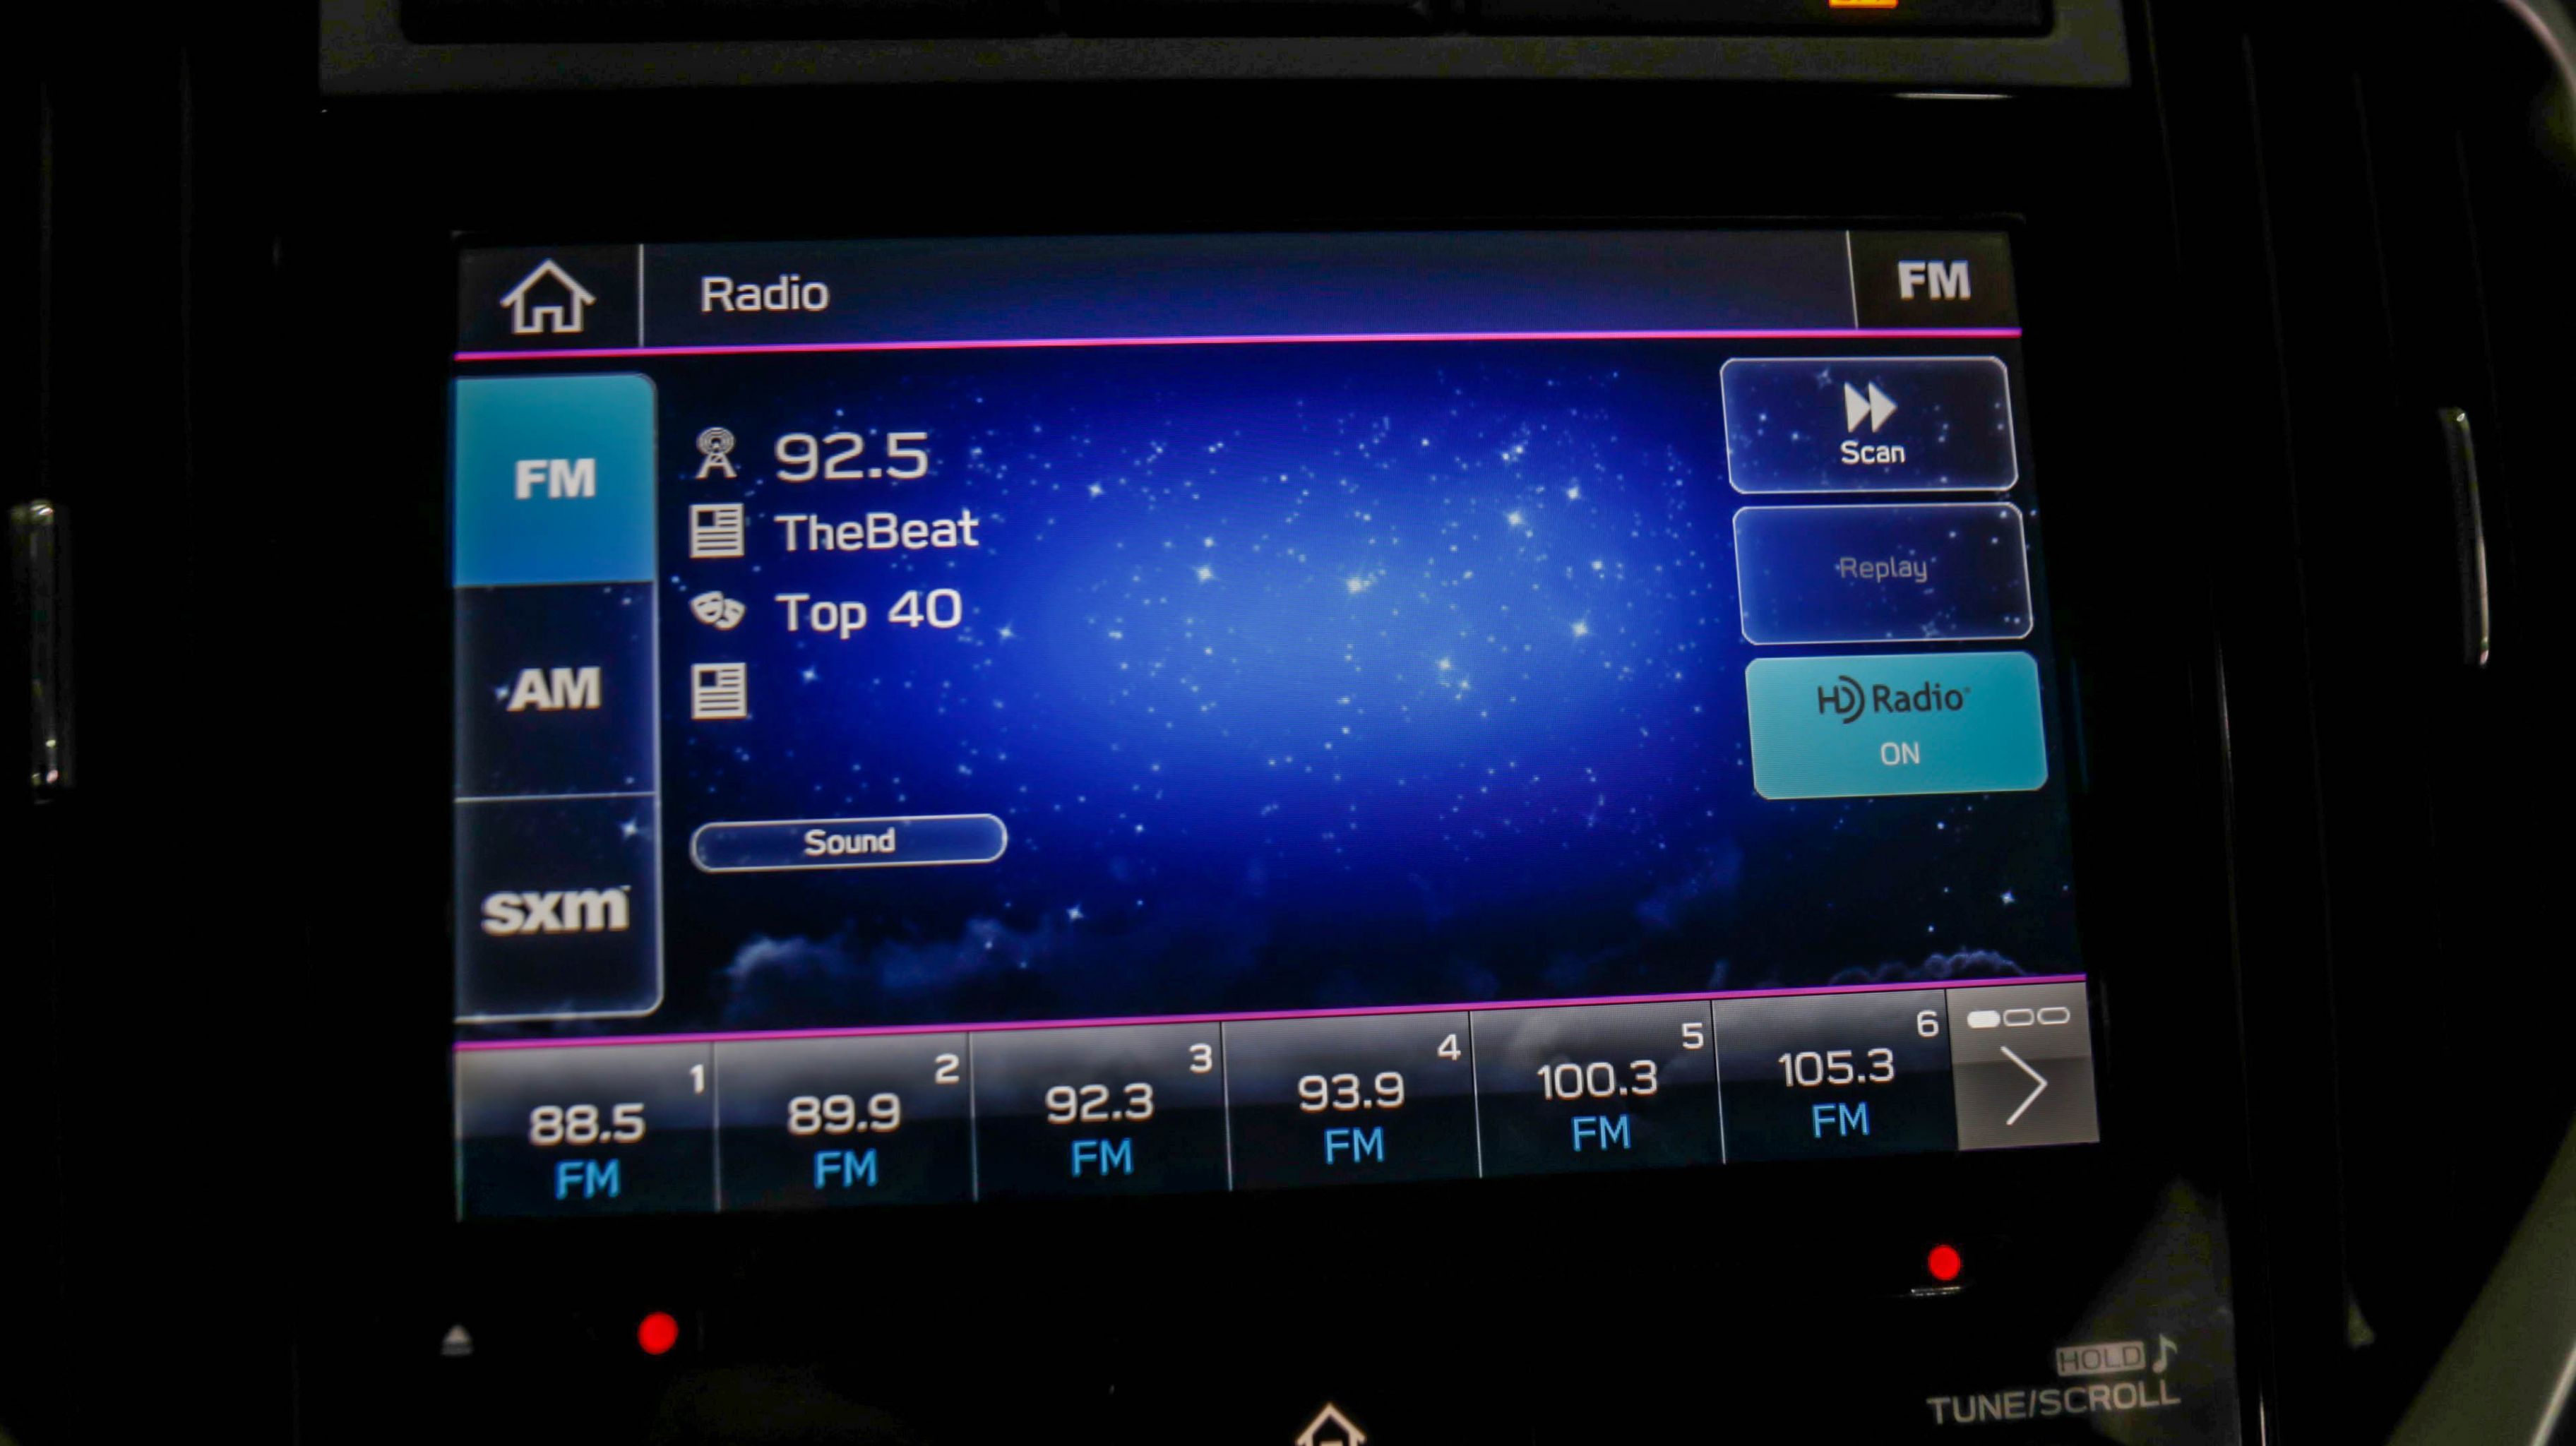 Radio
FM
FM
AM
sxm
92.5
TheBeat
Top 40
Sound
Scan
Replay
HD Radio
ON
1
88.5
FM
2
89.9
FM
3
92.3
FM
4
93.9
FM
5
100.3
FM
6
105.3
FM
HOLD
TUNE/SCROLL